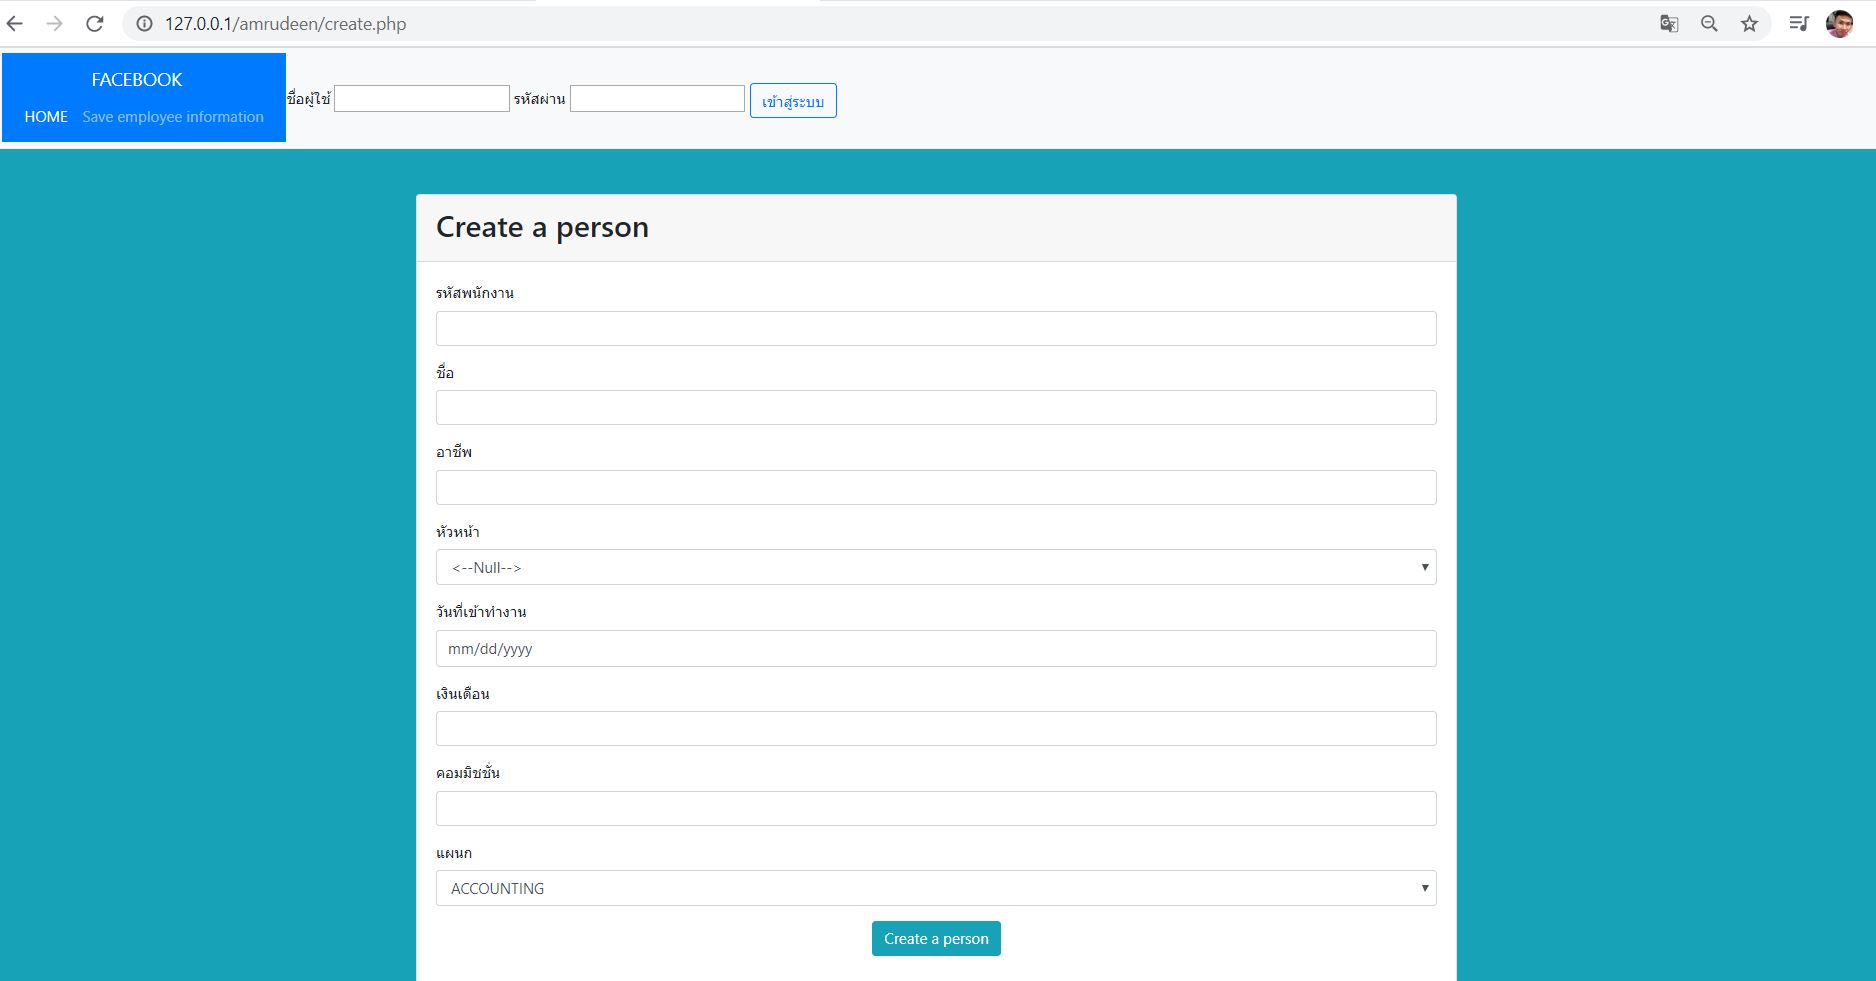 127.0.0.1/amrudeen/create.php
FACEBOOK
HOME Save employee information
ชื่อผู้ใช้ รหัสผ่าน เข้าสู่ระบบ
Create a person
รหัสพนักงาน
ชื่อ
อาชีพ
หัวหน้า
<--Null-->
วันที่เข้าทำงาน
mm/dd/yyyy
เงินเดือน
คอมมิชชั่น
แผนก
ACCOUNTING
Create a person